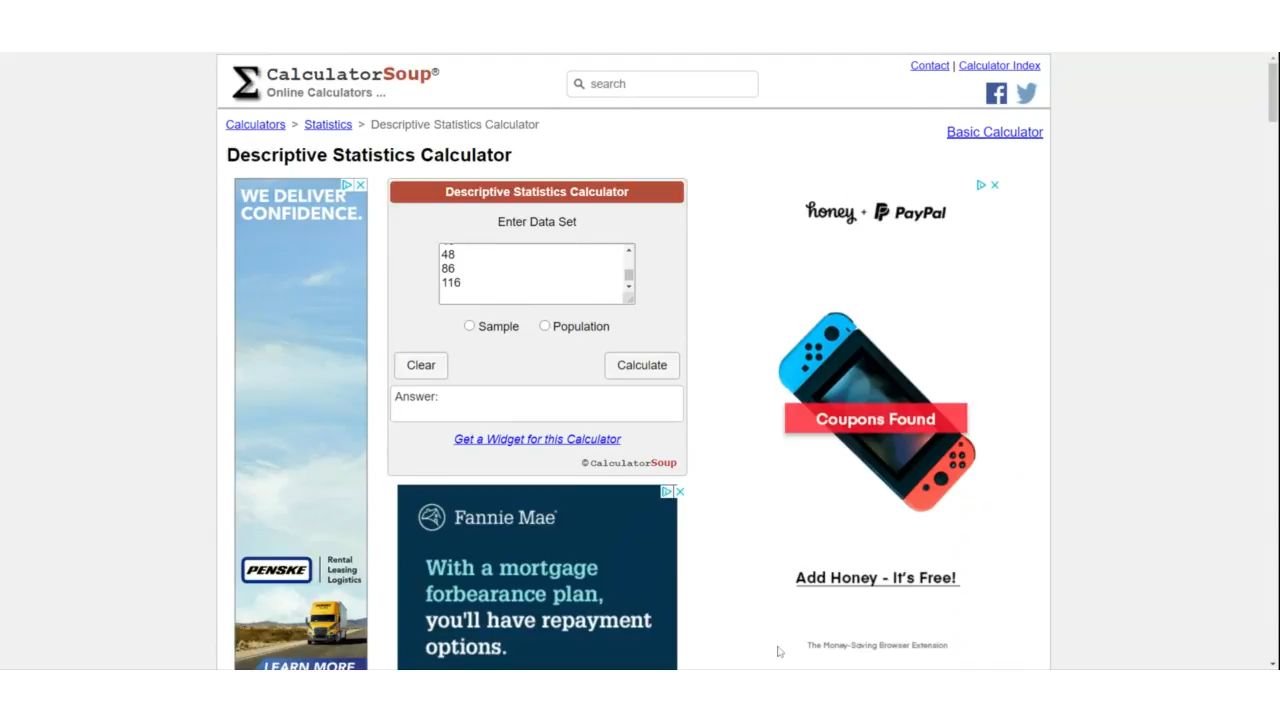 CalculatorSoup®
Online Calculators ...
search
Contact | Calculator Index
Calculators > Statistics > Descriptive Statistics Calculator
Basic Calculator
Descriptive Statistics Calculator
WE DELIVER
CONFIDENCE.
PENSKE
Rental
Leasing
Logistics
LEARN MORE
Descriptive Statistics Calculator
Enter Data Set
48
86
116
Sample
Population
Clear
Calculate
Answer:
Get a Widget for this Calculator
©CalculatorSoup
Fannie Mae
With a mortgage
forbearance plan,
you'll have repayment
options.
honey + PayPal
Coupons Found
Add Honey - It's Free!
The Money-Saving Browser Extension